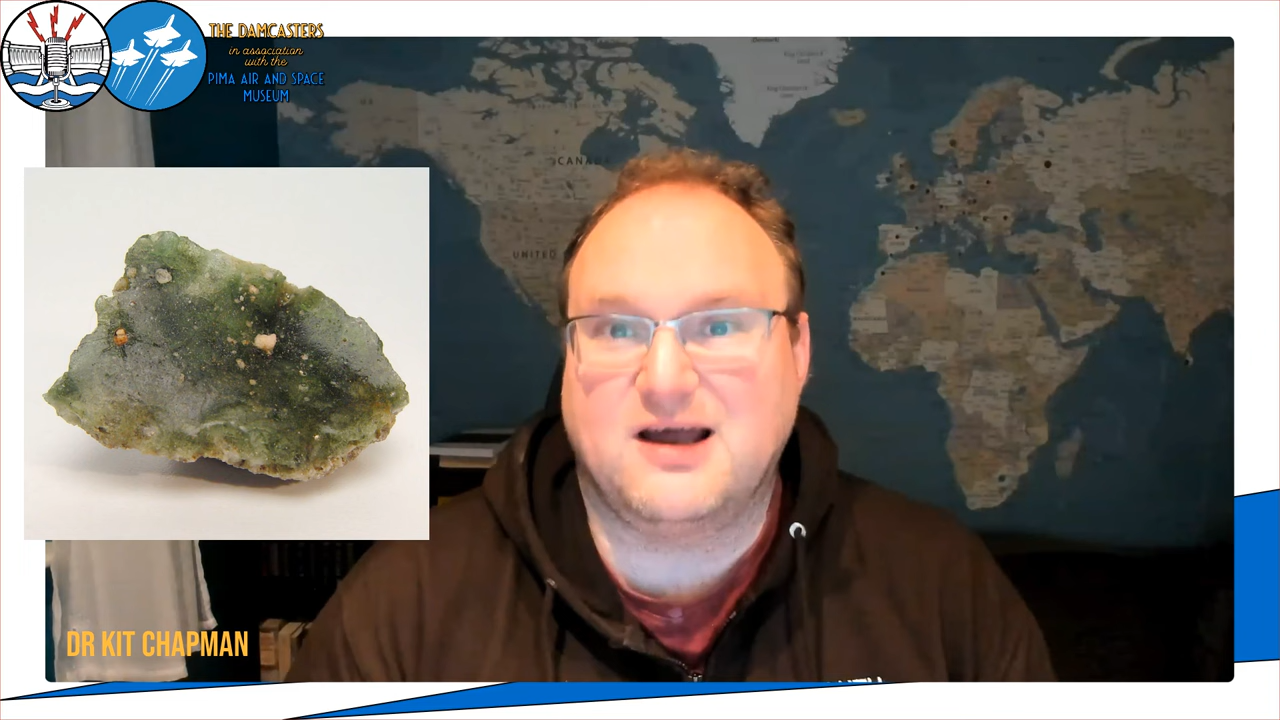 THE DAMCASTERS
in association
with the
PIMA AIR AND SPACE
MUSEUM
CANADA
UNITED
DR KIT CHAPMAN